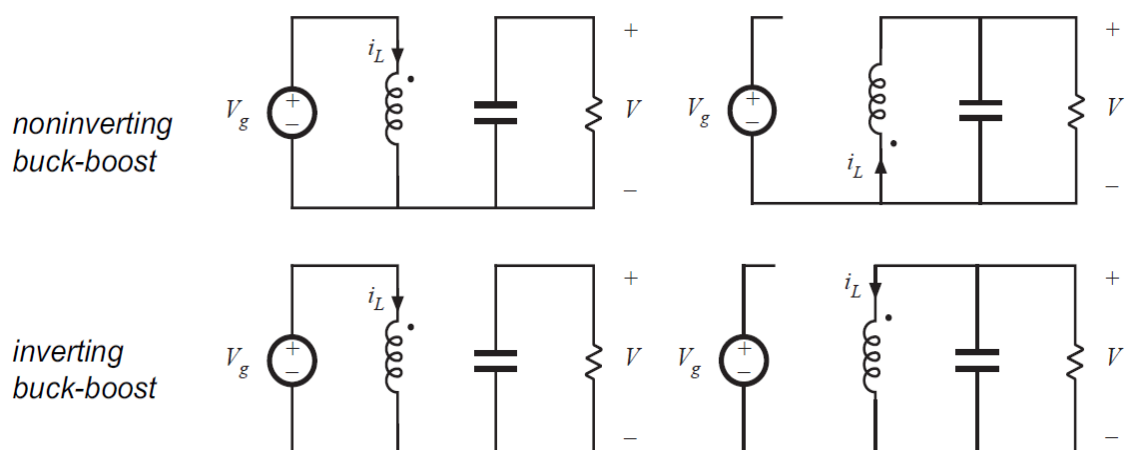 noninverting
buck-boost
V_g
+
−
i_L
+
V
−
V_g
+
−
i_L
+
V
−
inverting
buck-boost
V_g
+
−
i_L
+
V
−
V_g
+
−
i_L
+
V
−